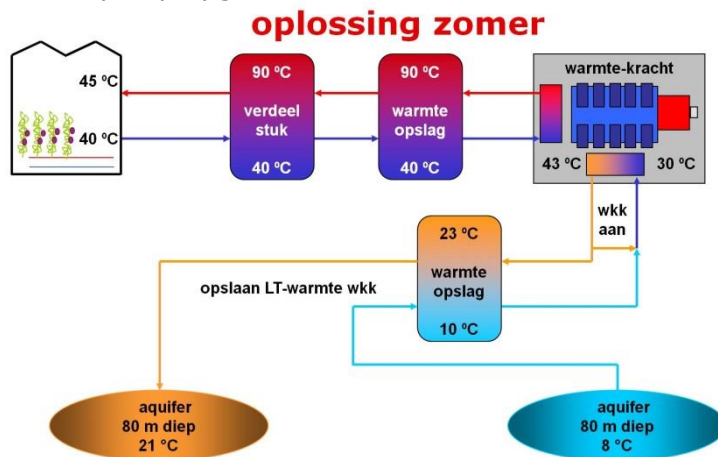 oplossing zomer
45 ºC
40 ºC
90 ºC
verdeel
stuk
40 ºC
90 ºC
warmte
opslag
40 ºC
warmte-kracht
43 ºC
30 ºC
wkk
aan
23 ºC
warmte
opslag
10 ºC
opslaan LT-warmte wkk
aquifer
80 m diep
21 °C
aquifer
80 m diep
8 °C